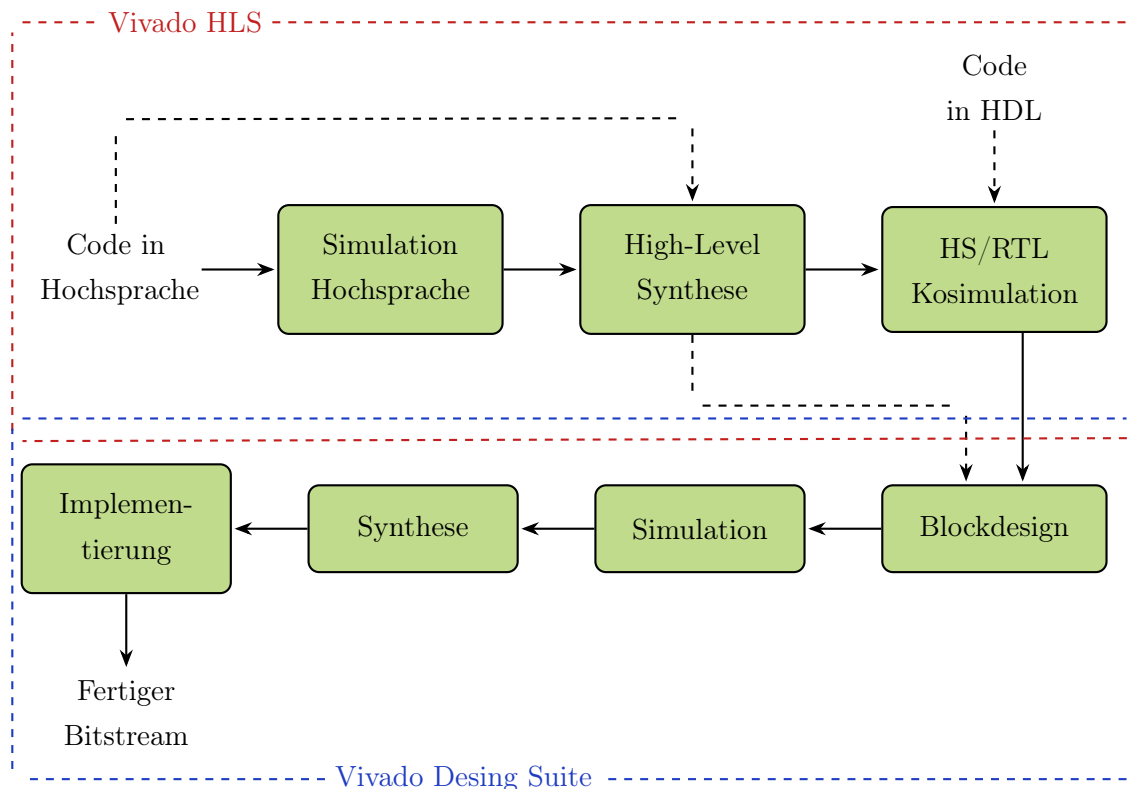 Vivado HLS
Code
in HDL
Code in
Hochsprache
Simulation
Hochsprache
High-Level
Synthese
HS/RTL
Kosimulation
Implemen-
tierung
Synthese
Simulation
Blockdesign
Fertiger
Bitstream
Vivado Desing Suite